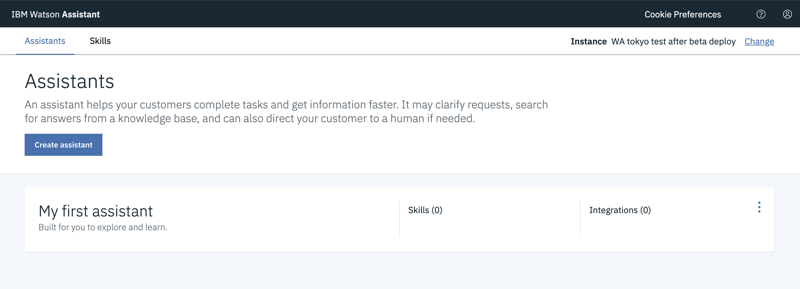 IBM Watson Assistant
Cookie Preferences
Assistants
Skills
Instance WA tokyo test after beta deploy Change
Assistants
An assistant helps your customers complete tasks and get information faster. It may clarify requests, search
for answers from a knowledge base, and can also direct your customer to a human if needed.
Create assistant
My first assistant
Built for you to explore and learn.
Skills (0)
Integrations (0)